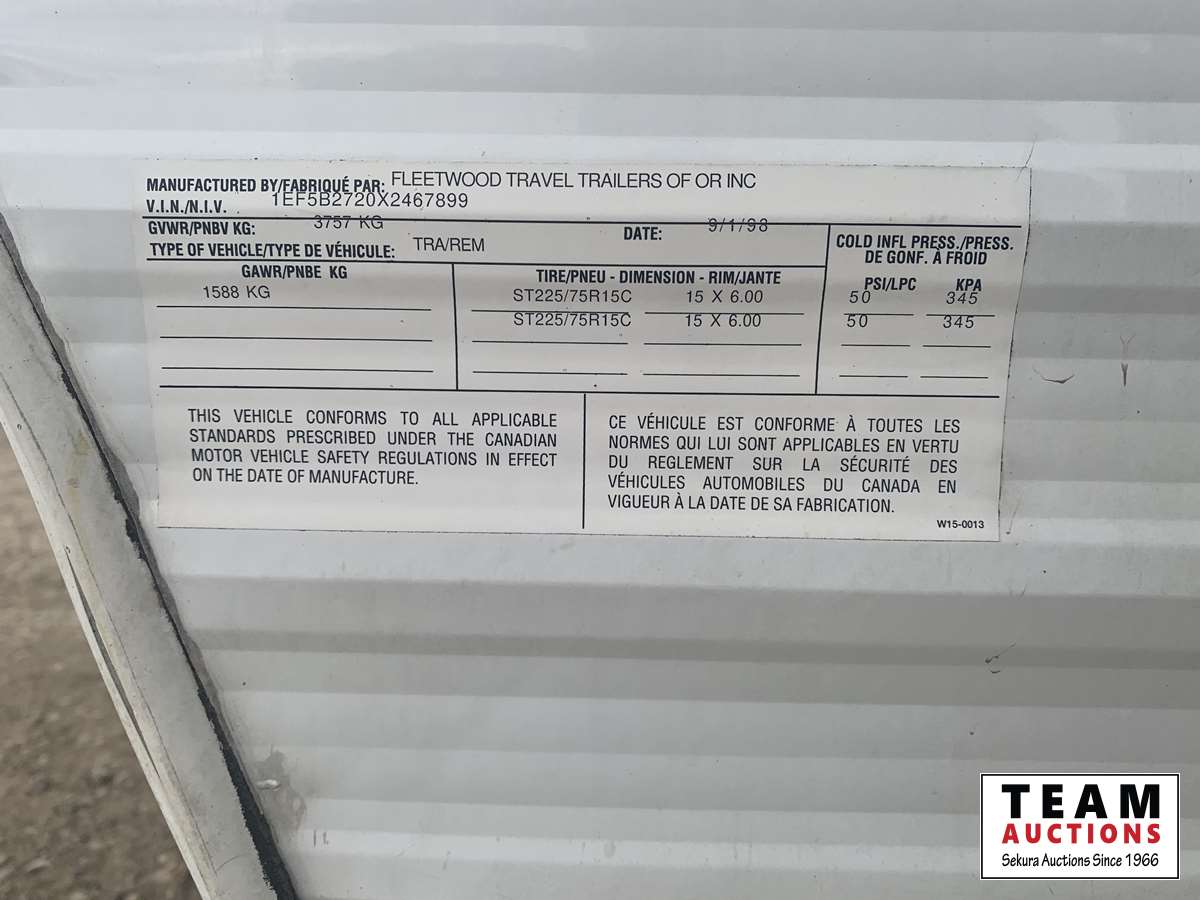 MANUFACTURED BY/FABRIQUÉ PAR: FLEETWOOD TRAVEL TRAILERS OF OR INC
V.I.N./N.I.V. 1EF5B2720X2467899
GVWR/PNBV KG: 3757 KG DATE: 9/1/98
TYPE OF VEHICLE/TYPE DE VÉHICULE: TRA/REM
COLD INFL PRESS./PRESS.
DE GONF. À FROID
GAWR/PNBE KG TIRE/PNEU - DIMENSION - RIM/JANTE PSI/LPC KPA
1588 KG ST225/75R15C 15 X 6.00 50 345
ST225/75R15C 15 X 6.00 50 345
THIS VEHICLE CONFORMS TO ALL APPLICABLE
STANDARDS PRESCRIBED UNDER THE CANADIAN
MOTOR VEHICLE SAFETY REGULATIONS IN EFFECT
ON THE DATE OF MANUFACTURE.
CE VÉHICULE EST CONFORME À TOUTES LES
NORMES QUI LUI SONT APPLICABLES EN VERTU
DU REGLEMENT SUR LA SÉCURITÉ DES
VÉHICULES AUTOMOBILES DU CANADA EN
VIGUEUR À LA DATE DE SA FABRICATION.
W15-0013
TEAM
AUCTIONS
Sekura Auctions Since 1966